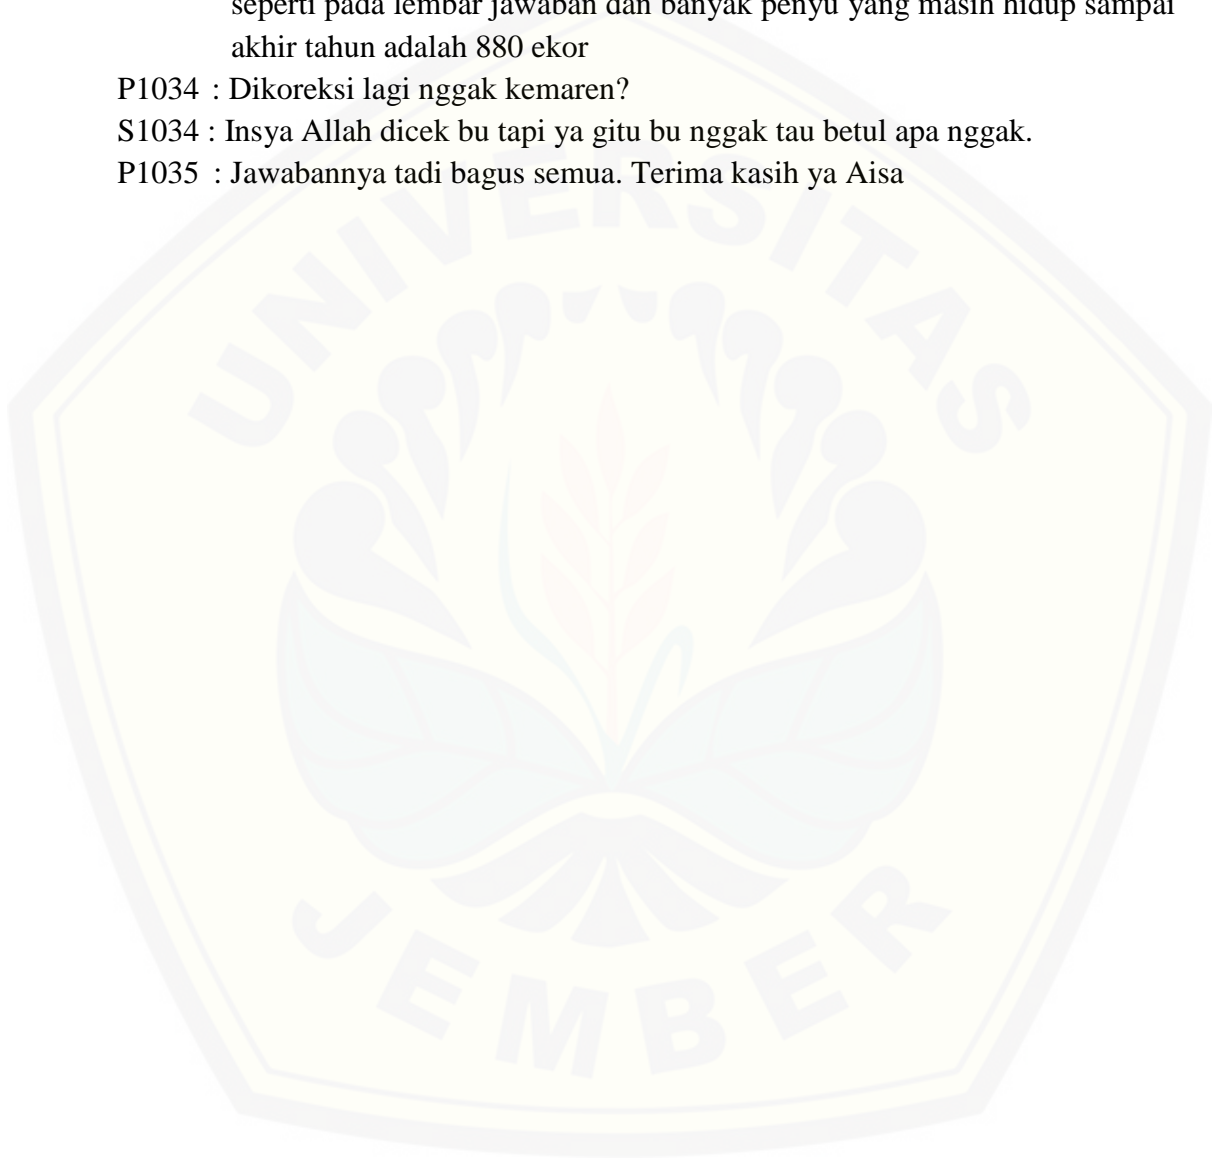 seperti pada lembar jawaban dan banyak penyu yang masih hidup sampai
akhir tahun adalah 880 ekor
P1034 : Dikoreksi lagi nggak kemaren?
S1034 : Insya Allah dicek bu tapi ya gitu bu nggak tau betul apa nggak.
P1035 : Jawabannya tadi bagus semua. Terima kasih ya Aisa
UNIVERSITAS
JEMBER